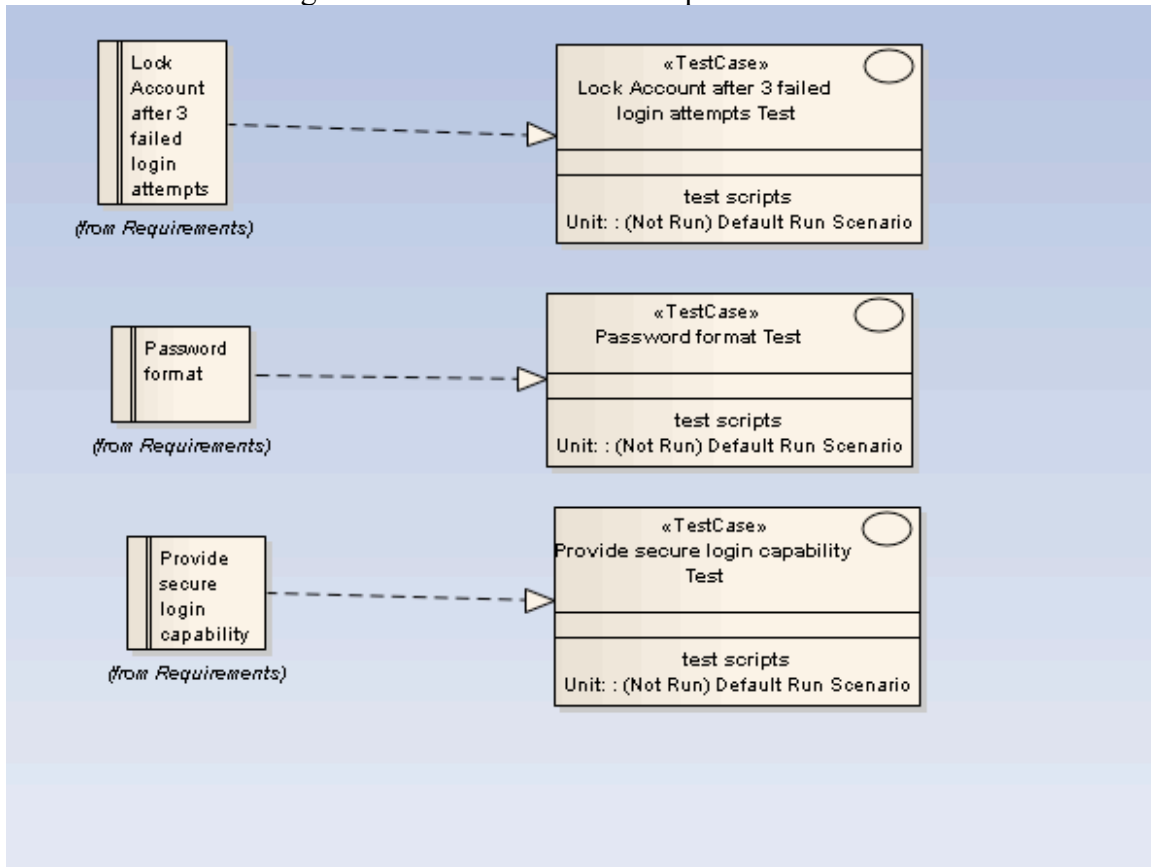 Lock
Account
after 3
failed
login
attempts
(from Requirements)
«TestCase»
Lock Account after 3 failed
login attempts Test
test scripts
Unit: : (Not Run) Default Run Scenario
Password
format
(from Requirements)
«TestCase»
Password format Test
test scripts
Unit: : (Not Run) Default Run Scenario
Provide
secure
login
capability
(from Requirements)
«TestCase»
Provide secure login capability
Test
test scripts
Unit: : (Not Run) Default Run Scenario